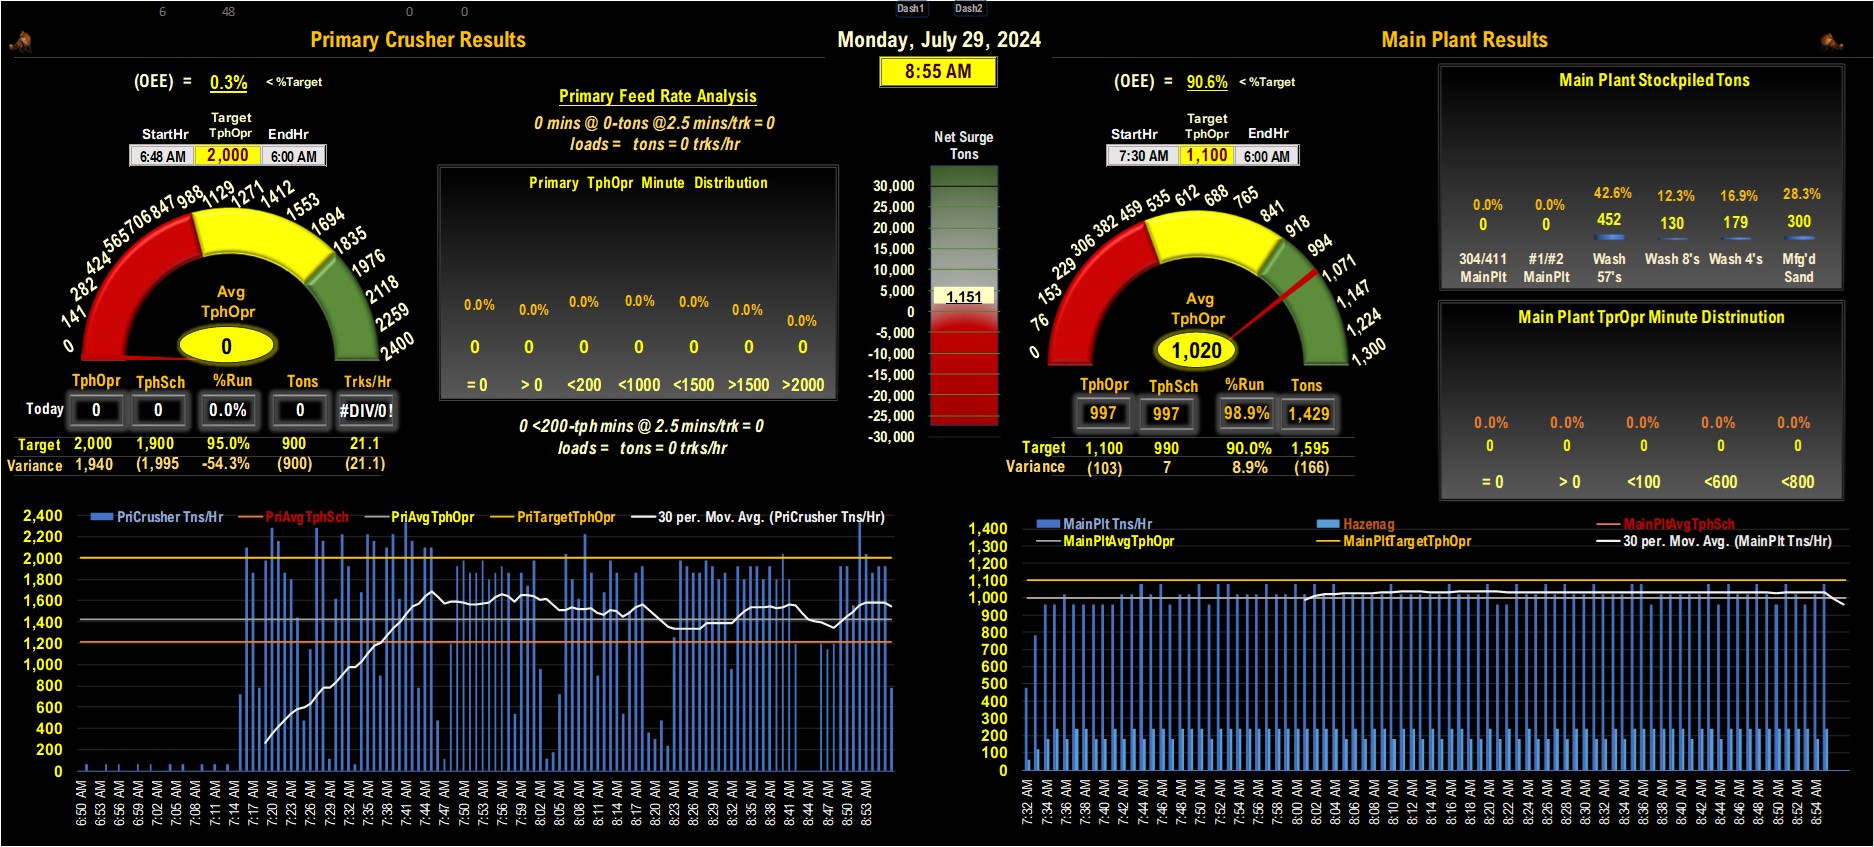 6 48 0 0 Dash1 Dash2
Primary Crusher Results
Monday, July 29, 2024
8:55 AM
Main Plant Results
(OEE) = 0.3% < %Target
Target
StartHr TphOpr EndHr
6:48 AM 2,000 6:00 AM
0 141 282 424 565 706 847 988 1129 1271 1412 1553 1694 1835 1976 2118 2259 2400
Avg
TphOpr
0
TphOpr TphSch %Run Tons Trks/Hr
Today 0 0 0.0% 0 #DIV/0!
Target 2,000 1,900 95.0% 900 21.1
Variance 1,940 (1,995 -54.3% (900) (21.1)
Primary Feed Rate Analysis
0 mins @ 0-tons @2.5 mins/trk = 0
loads = tons = 0 trks/hr
Primary TphOpr Minute Distribution
0.0% 0.0% 0.0% 0.0% 0.0% 0.0% 0.0%
0 0 0 0 0 0 0
= 0 > 0 <200 <1000 <1500 >1500 >2000
0 <200-tph mins @ 2.5 mins/trk = 0
loads = tons = 0 trks/hr
Net Surge
Tons
30,000
25,000
20,000
15,000
10,000
5,000
1,151
0
-5,000
-10,000
-15,000
-20,000
-25,000
-30,000
(OEE) = 90.6% < %Target
Target
StartHr TphOpr EndHr
7:30 AM 1,100 6:00 AM
0 76 153 229 306 382 459 535 612 688 765 841 918 994 1,071 1,147 1,224 1,300
Avg
TphOpr
1,020
TphOpr TphSch %Run Tons
997 997 98.9% 1,429
Target 1,100 990 90.0% 1,595
Variance (103) 7 8.9% (166)
Main Plant Stockpiled Tons
0.0% 0.0% 42.6% 12.3% 16.9% 28.3%
0 0 452 130 179 300
304/411 #1/#2 Wash Wash 8's Wash 4's Mfg'd
MainPlt MainPlt 57's Sand
Main Plant TprOpr Minute Distrinution
0.0% 0.0% 0.0% 0.0% 0.0% 0.0%
0 0 0 0 0
= 0 > 0 <100 <600 <800
PriCrusher Tns/Hr PriAvgTphSch PriAvgTphOpr PriTargetTphOpr 30 per. Mov. Avg. (PriCrusher Tns/Hr)
2,400
2,200
2,000
1,800
1,600
1,400
1,200
1,000
800
600
400
200
0
6:50 AM 6:53 AM 6:56 AM 6:59 AM 7:02 AM 7:05 AM 7:08 AM 7:11 AM 7:14 AM 7:17 AM 7:20 AM 7:23 AM 7:26 AM 7:29 AM 7:32 AM 7:35 AM 7:38 AM 7:41 AM 7:44 AM 7:47 AM 7:50 AM 7:53 AM 7:56 AM 7:59 AM 8:02 AM 8:05 AM 8:08 AM 8:11 AM 8:14 AM 8:17 AM 8:20 AM 8:23 AM 8:26 AM 8:29 AM 8:32 AM 8:35 AM 8:38 AM 8:41 AM 8:44 AM 8:47 AM 8:50 AM 8:53 AM
MainPlt Tns/Hr Hazenag MainPltAvgTphSch
MainPltAvgTphOpr MainPltTargetTphOpr 30 per. Mov. Avg. (MainPlt Tns/Hr)
1,400
1,300
1,200
1,100
1,000
900
800
700
600
500
400
300
200
100
0
7:32 AM 7:34 AM 7:36 AM 7:38 AM 7:40 AM 7:42 AM 7:44 AM 7:46 AM 7:48 AM 7:50 AM 7:52 AM 7:54 AM 7:56 AM 7:58 AM 8:00 AM 8:02 AM 8:04 AM 8:06 AM 8:08 AM 8:10 AM 8:12 AM 8:14 AM 8:16 AM 8:18 AM 8:20 AM 8:22 AM 8:24 AM 8:26 AM 8:28 AM 8:30 AM 8:32 AM 8:34 AM 8:36 AM 8:38 AM 8:40 AM 8:42 AM 8:44 AM 8:46 AM 8:48 AM 8:50 AM 8:52 AM 8:54 AM